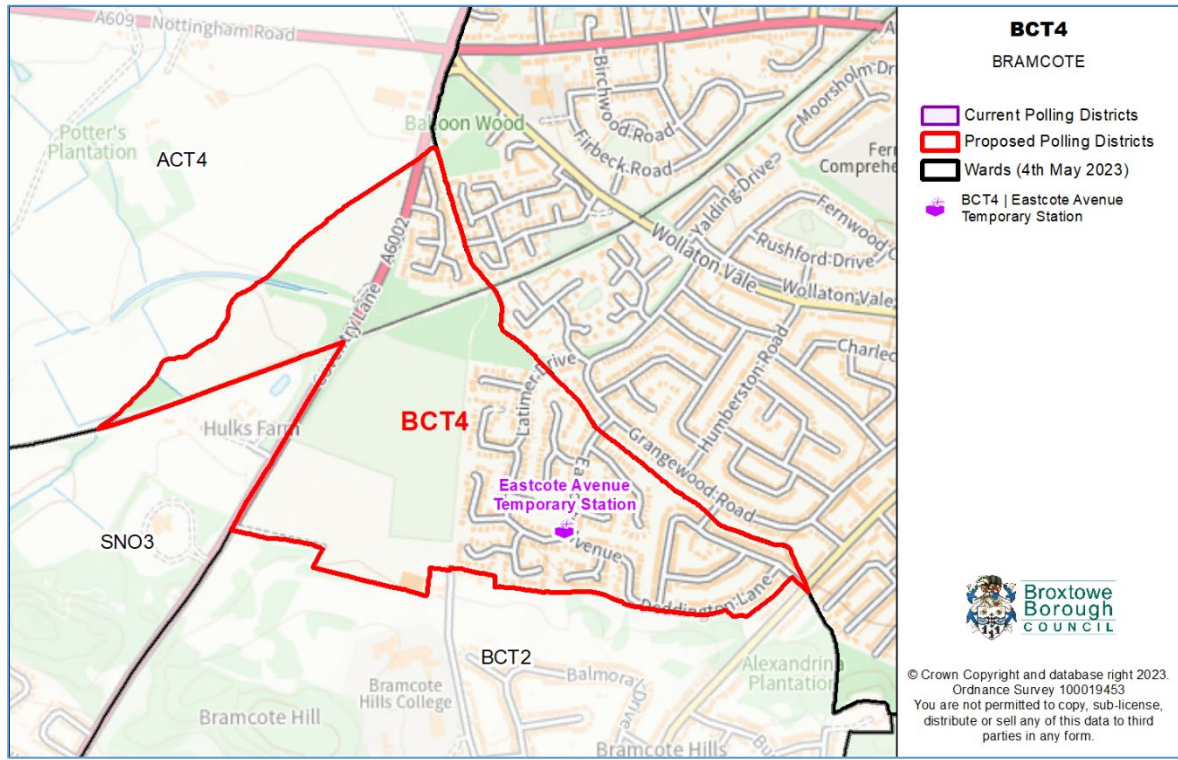 A609
Nottingham Road
Potter's
Plantation
ACT4
Balloon Wood
Birchwood Road
Firbeck Road
Moorsholm
Yalding Drive
Wollaton Vale
Fernwood
Rushford Drive
Wollaton Vale
A6002
Coventry Lane
Humberston Road
Latimer Drive
Hulks Farm
BCT4
Grangewood Road
Eastcote Avenue
Temporary Station
Avenue
SNO3
Deddington Lane
BCT2
Balmoral Drive
Alexandrina
Plantation
Bramcote
Hills College
Bramcote Hill
Bramcote Hills
BCT4
BRAMCOTE
Current Polling Districts
Proposed Polling Districts
Wards (4th May 2023)
BCT4 | Eastcote Avenue
Temporary Station
Broxtowe
Borough
COUNCIL
© Crown Copyright and database right 2023.
Ordnance Survey 100019453
You are not permitted to copy, sub-license,
distribute or sell any of this data to third
parties in any form.